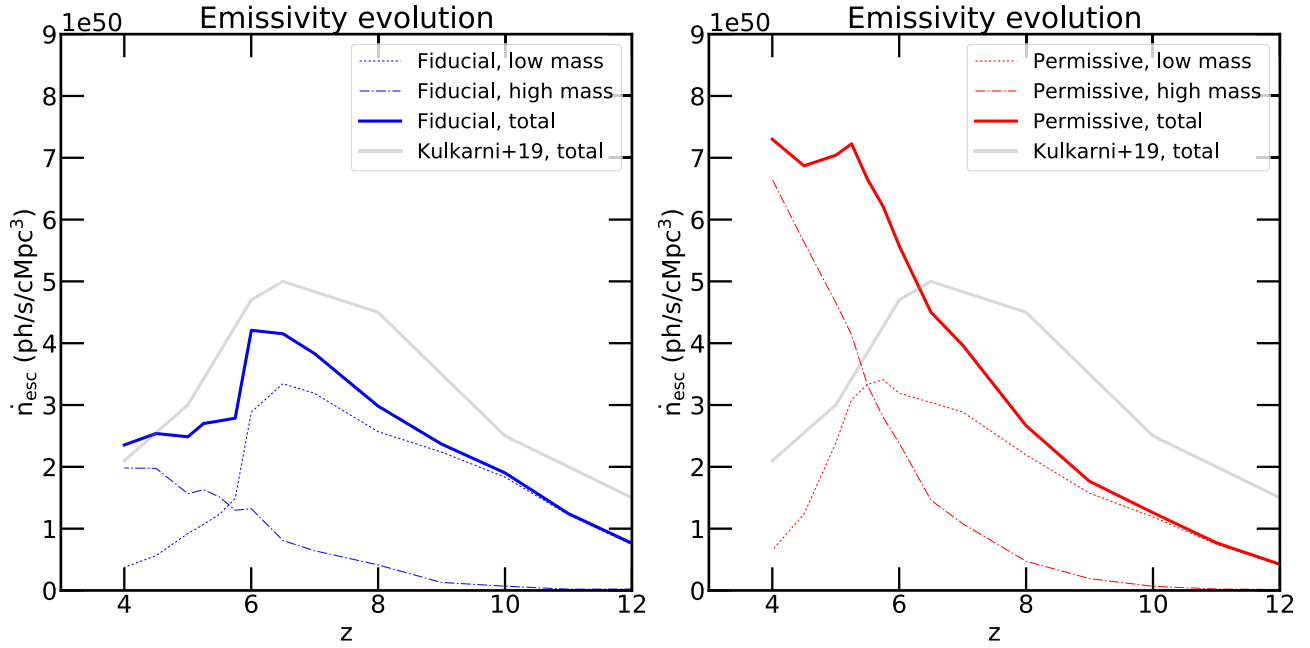 Emissivity evolution
1e50
9
8
7
6
5
4
3
2
1
0
4
6
8
10
12
z
ṅesc (ph/s/cMpc³)
Fiducial, low mass
Fiducial, high mass
Fiducial, total
Kulkarni+19, total
Emissivity evolution
1e50
9
8
7
6
5
4
3
2
1
0
4
6
8
10
12
z
ṅesc (ph/s/cMpc³)
Permissive, low mass
Permissive, high mass
Permissive, total
Kulkarni+19, total